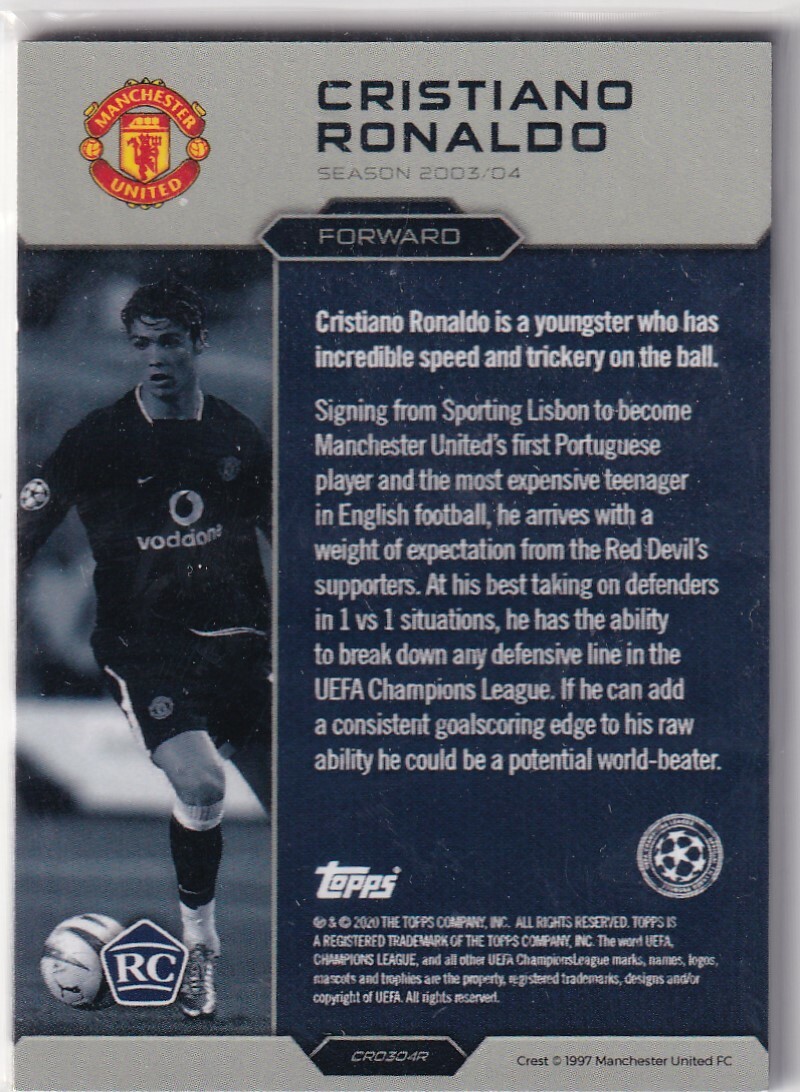 MANCHESTER
UNITED
CRISTIANO
RONALDO
SEASON 2003/04
FORWARD
Cristiano Ronaldo is a youngster who has
incredible speed and trickery on the ball.
Signing from Sporting Lisbon to become
Manchester United's first Portuguese
player and the most expensive teenager
in English football, he arrives with a
weight of expectation from the Red Devil's
supporters. At his best taking on defenders
in 1 vs 1 situations, he has the ability
to break down any defensive line in the
UEFA Champions League. If he can add
a consistent goalscoring edge to his raw
ability he could be a potential world-beater.
vodafone
RC
Topps
℗ & © 2020 THE TOPPS COMPANY, INC. ALL RIGHTS RESERVED. TOPPS IS
A REGISTERED TRADEMARK OF THE TOPPS COMPANY, INC. The word UEFA,
CHAMPIONS LEAGUE, and all other UEFA ChampionsLeague marks, names, logos,
mascots and trophies are the property, registered trademarks, designs and/or
copyright of UEFA. All rights reserved.
CR0304R
Crest © 1997 Manchester United FC